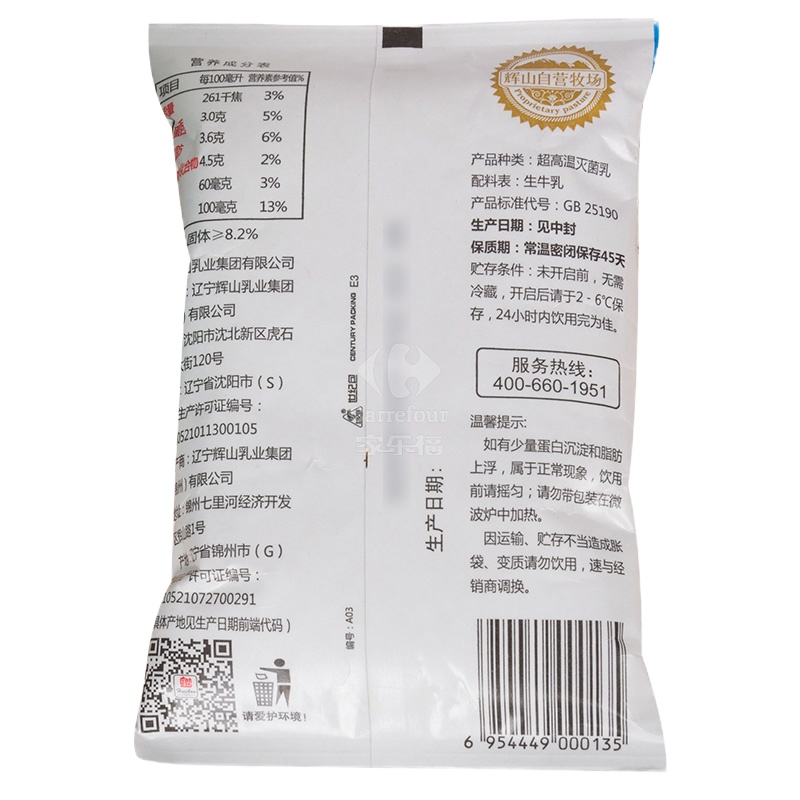 营养成分表
项目 每100毫升 营养素参考值%
261千焦 3%
3.0克 5%
3.6克 6%
合物 4.5克 2%
60毫克 3%
100毫克 13%
固体≥8.2%
乳业集团有限公司
：辽宁辉山乳业集团
）有限公司
沈阳市沈北新区虎石
大街120号
：辽宁省沈阳市（S）
生产许可证编号：
0521011300105
商：辽宁辉山乳业集团
州）有限公司
址：锦州七里河经济开发
山路1号
产地：辽宁省锦州市（G）
许可证编号：
10521072700291
具体产地见生产日期前端代码）
请爱护环境！
世纪同 CENTURY PACKING E3
编号：A03
生产日期：
Carrefour
家乐福
辉山自营牧场
Proprietary pasture
产品种类：超高温灭菌乳
配料表：生牛乳
产品标准代号：GB 25190
生产日期：见中封
保质期：常温密闭保存45天
贮存条件：未开启前，无需
冷藏，开启后请于2-6℃保
存，24小时内饮用完为佳。
服务热线：
400-660-1951
温馨提示：
如有少量蛋白沉淀和脂肪
上浮，属于正常现象，饮用
前请摇匀；请勿带包装在微
波炉中加热。
因运输、贮存不当造成胀
袋、变质请勿饮用，速与经
销商调换。
6 954449 000135